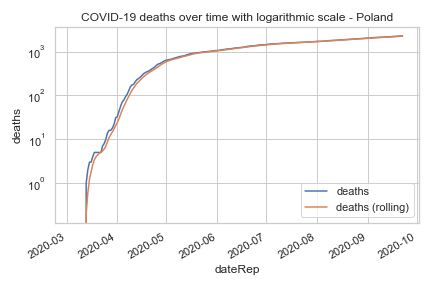 COVID-19 deaths over time with logarithmic scale - Poland
deaths
10³
10²
10¹
10⁰
deaths
deaths (rolling)
2020-03
2020-04
2020-05
2020-06
2020-07
2020-08
2020-09
2020-10
dateRep